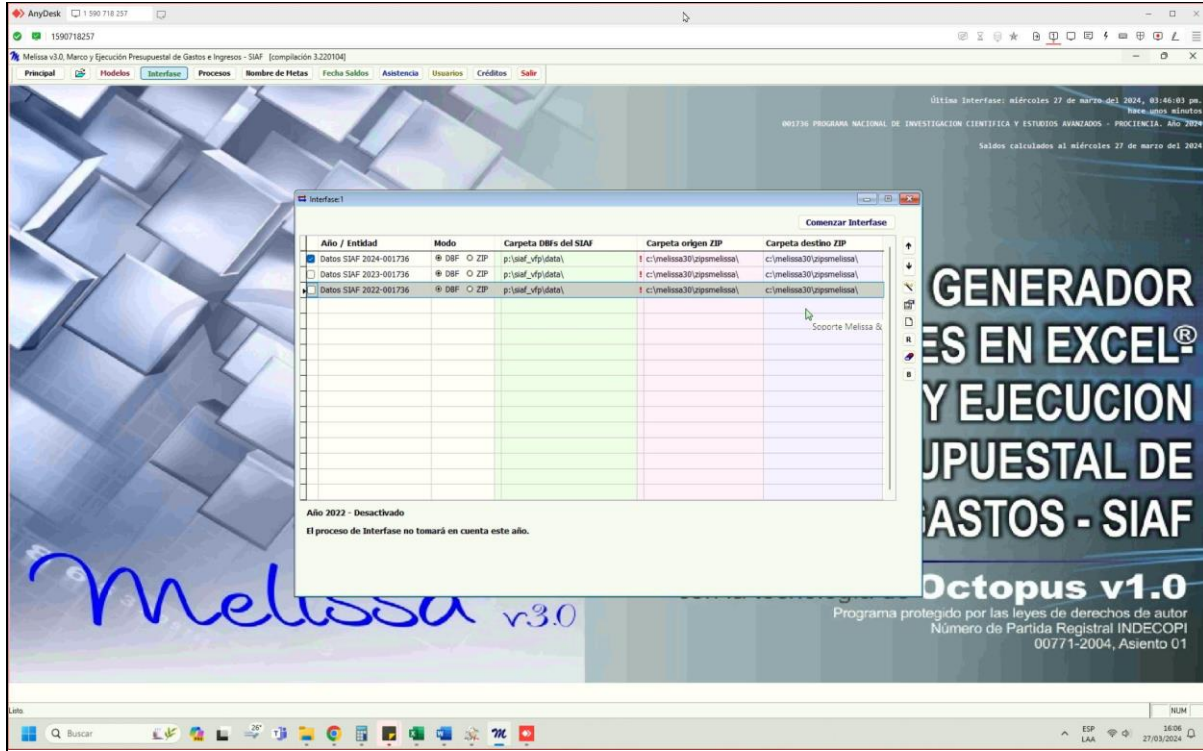 AnyDesk 1 590 718 257
1590718257
Melissa v3.0, Marco y Ejecución Presupuestal de Gastos e Ingresos - SIAF [compilación 3.220104]
Principal Modelos Interfase Procesos Nombre de Metas Fecha Saldos Asistencia Usuarios Créditos Salir
Última Interfase: miércoles 27 de marzo del 2024, 03:46:03 pm.
hace unos minutos
001736 PROGRAMA NACIONAL DE INVESTIGACION CIENTIFICA Y ESTUDIOS AVANZADOS - PROCIENCIA. Año 2024
Saldos calculados al miércoles 27 de marzo del 2024
Interfase:1
Comenzar Interfase
Año / Entidad Modo Carpeta DBFs del SIAF Carpeta origen ZIP Carpeta destino ZIP
Datos SIAF 2024-001736 DBF ZIP p:\siaf_vfp\data\ ! c:\melissa30\zipsmelissa\ c:\melissa30\zipsmelissa\
Datos SIAF 2023-001736 DBF ZIP p:\siaf_vfp\data\ ! c:\melissa30\zipsmelissa\ c:\melissa30\zipsmelissa\
Datos SIAF 2022-001736 DBF ZIP p:\siaf_vfp\data\ ! c:\melissa30\zipsmelissa\ c:\melissa30\zipsmelissa\
Soporte Melissa &
R
B
GENERADOR
ES EN EXCEL®
Y EJECUCION
UPUESTAL DE
GASTOS - SIAF
Año 2022 - Desactivado
El proceso de Interfase no tomará en cuenta este año.
Melissa v3.0
Octopus v1.0
Programa protegido por las leyes de derechos de autor
Número de Partida Registral INDECOPI
00771-2004, Asiento 01
Listo.
NUM
Buscar
26°
ESP
LAA
16:06
27/03/2024